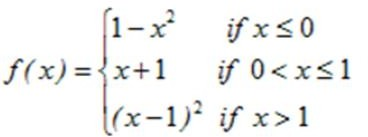 1−x² if x≤0
f(x)= { x+1 if 0<x≤1
(x−1)² if x>1